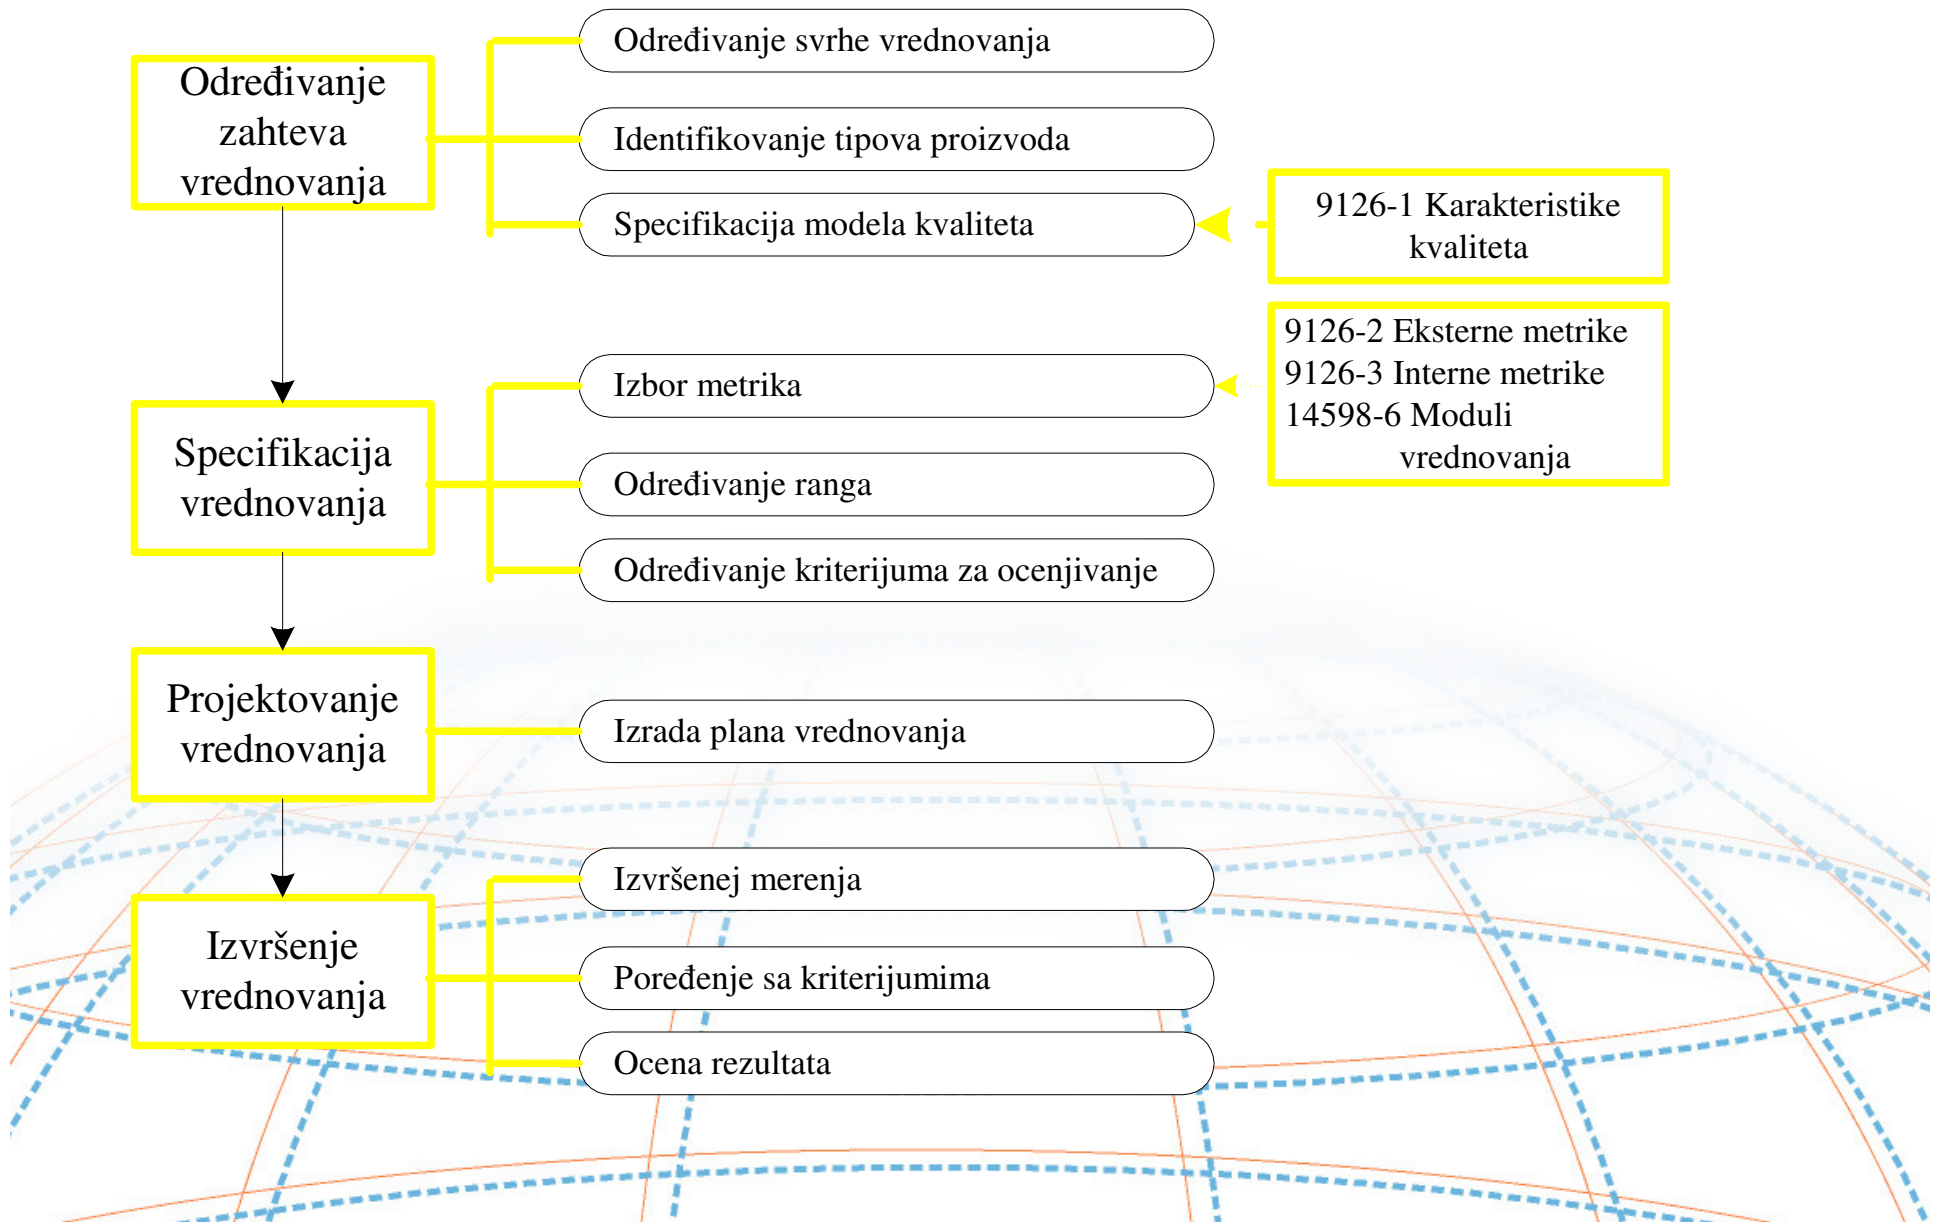 Određivanje
zahteva
vrednovanja
Određivanje svrhe vrednovanja
Identifikovanje tipova proizvoda
Specifikacija modela kvaliteta
9126-1 Karakteristike
kvaliteta
Specifikacija
vrednovanja
Izbor metrika
Određivanje ranga
Određivanje kriterijuma za ocenjivanje
9126-2 Eksterne metrike
9126-3 Interne metrike
14598-6 Moduli
vrednovanja
Projektovanje
vrednovanja
Izrada plana vrednovanja
Izvršenje
vrednovanja
Izvršenej merenja
Poređenje sa kriterijumima
Ocena rezultata